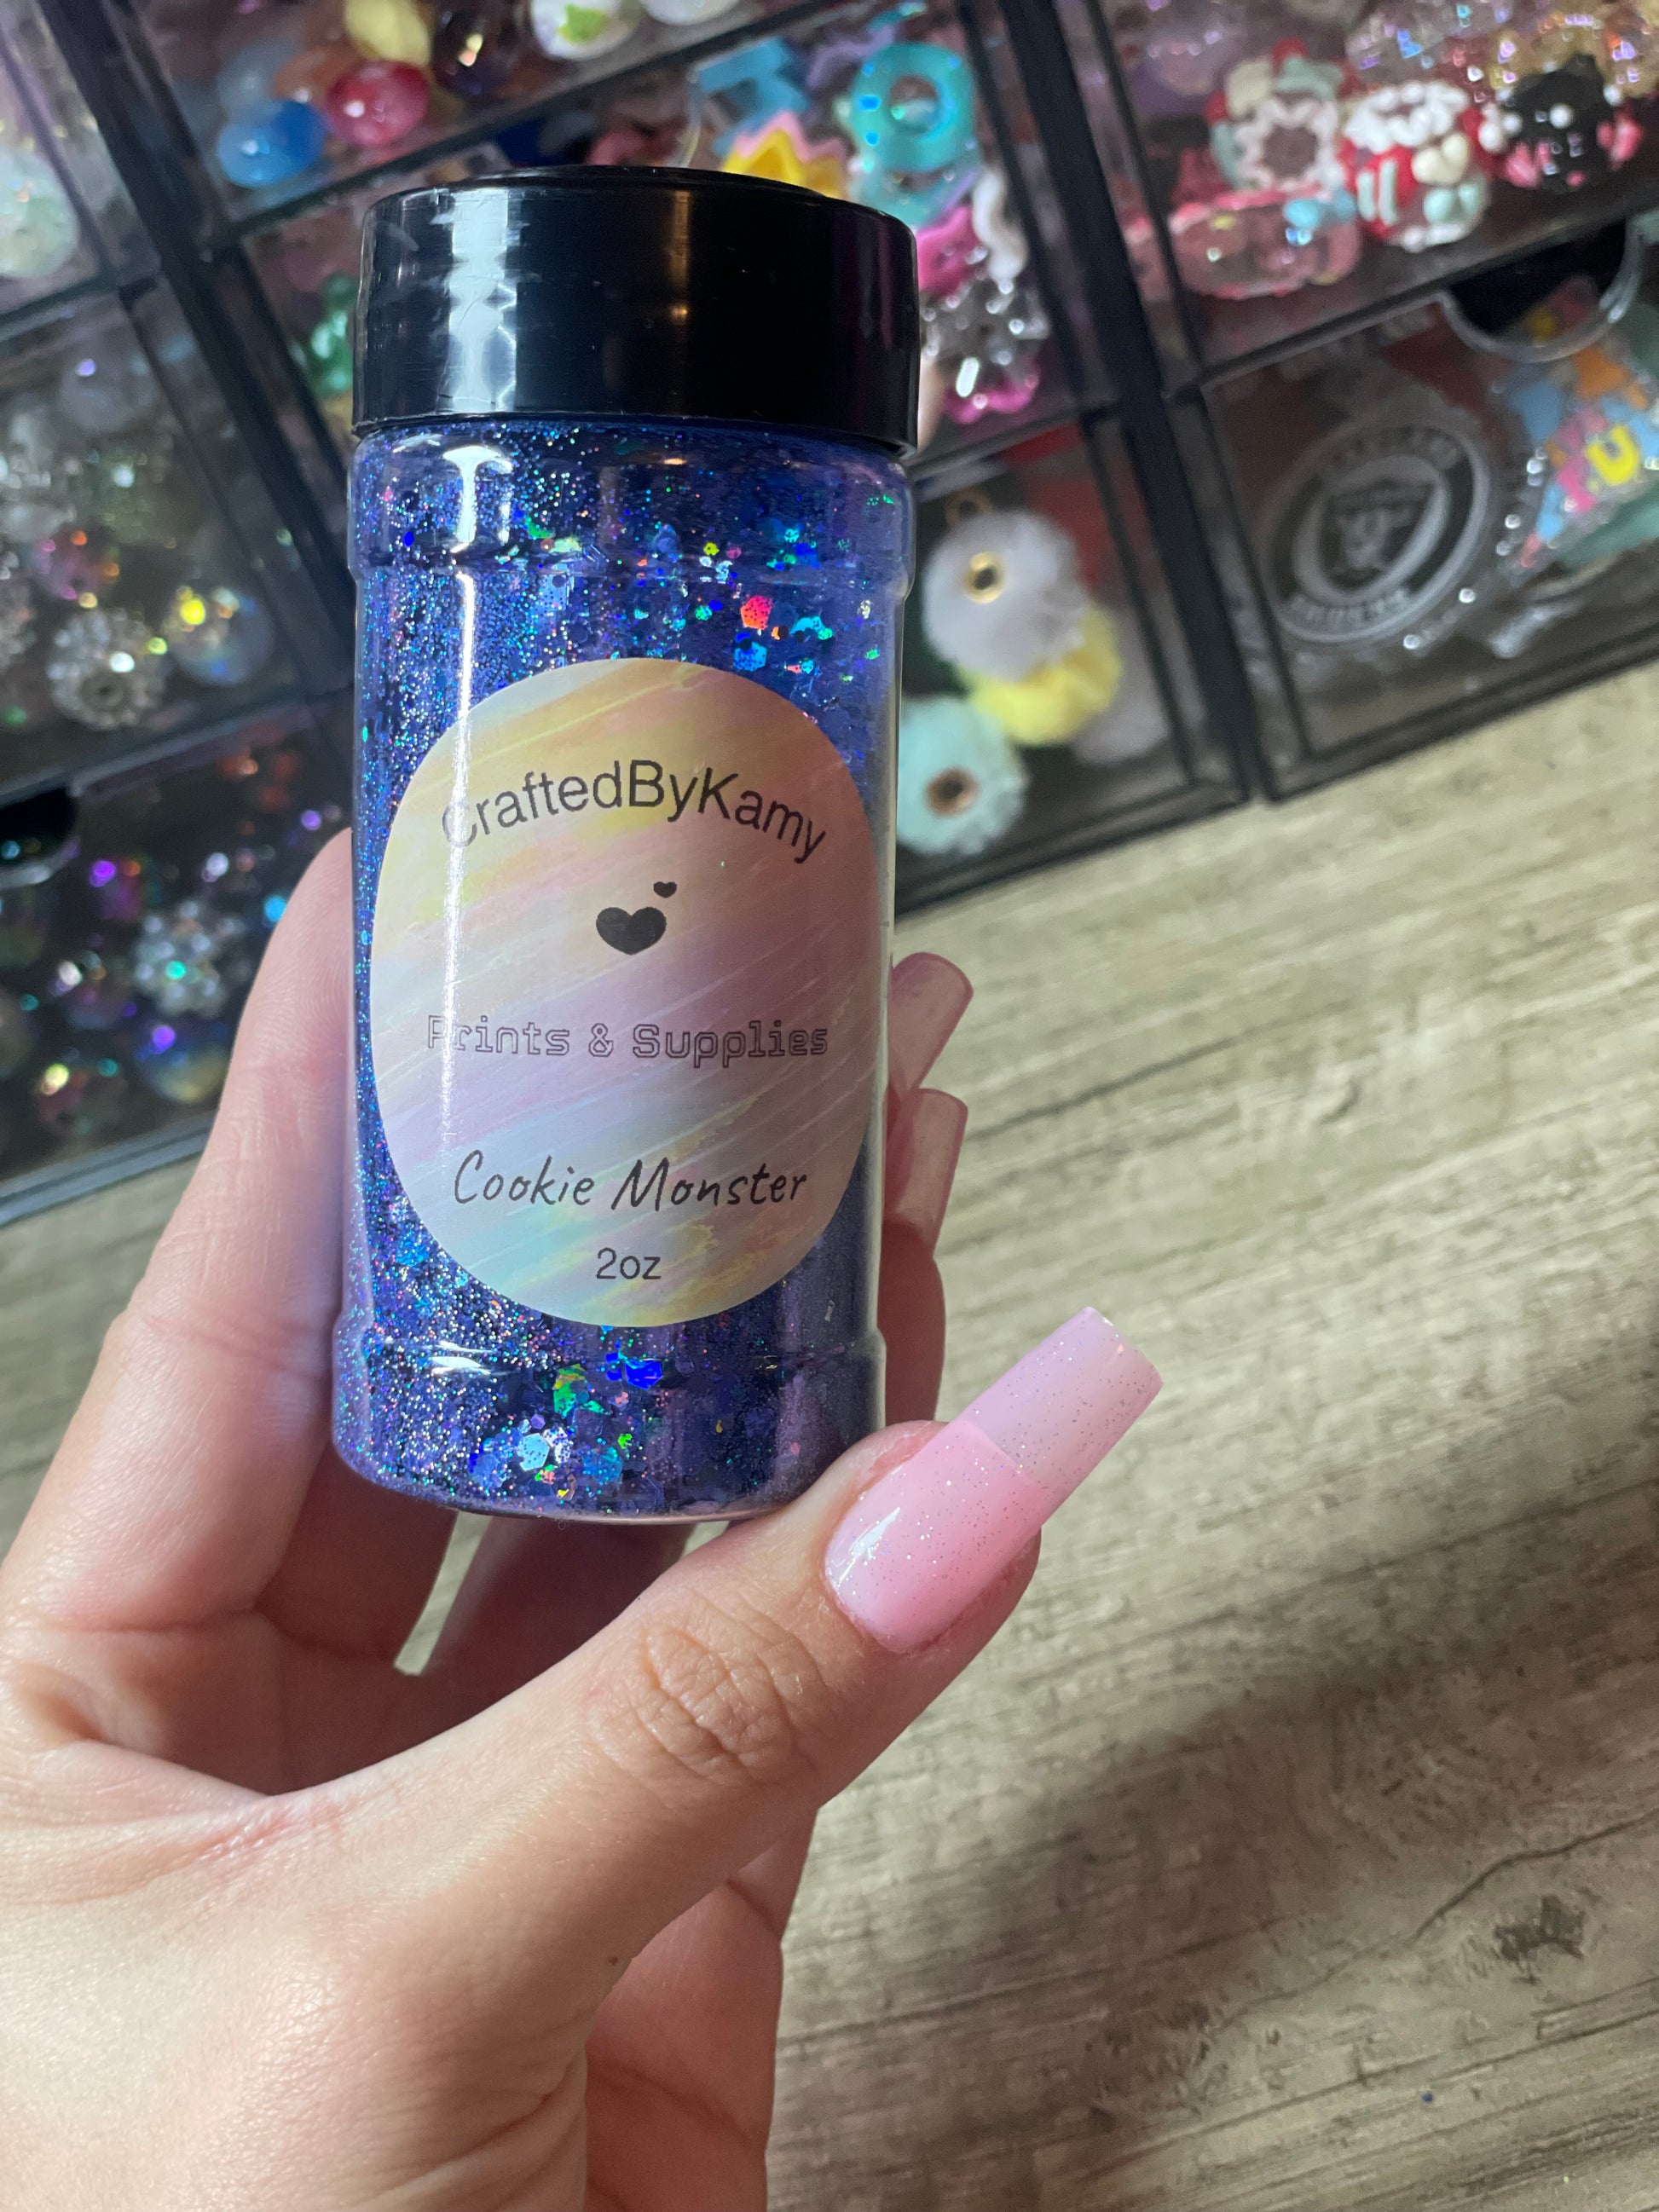 CraftedByKamy
Prints & Supplies
Cookie Monster
2oz